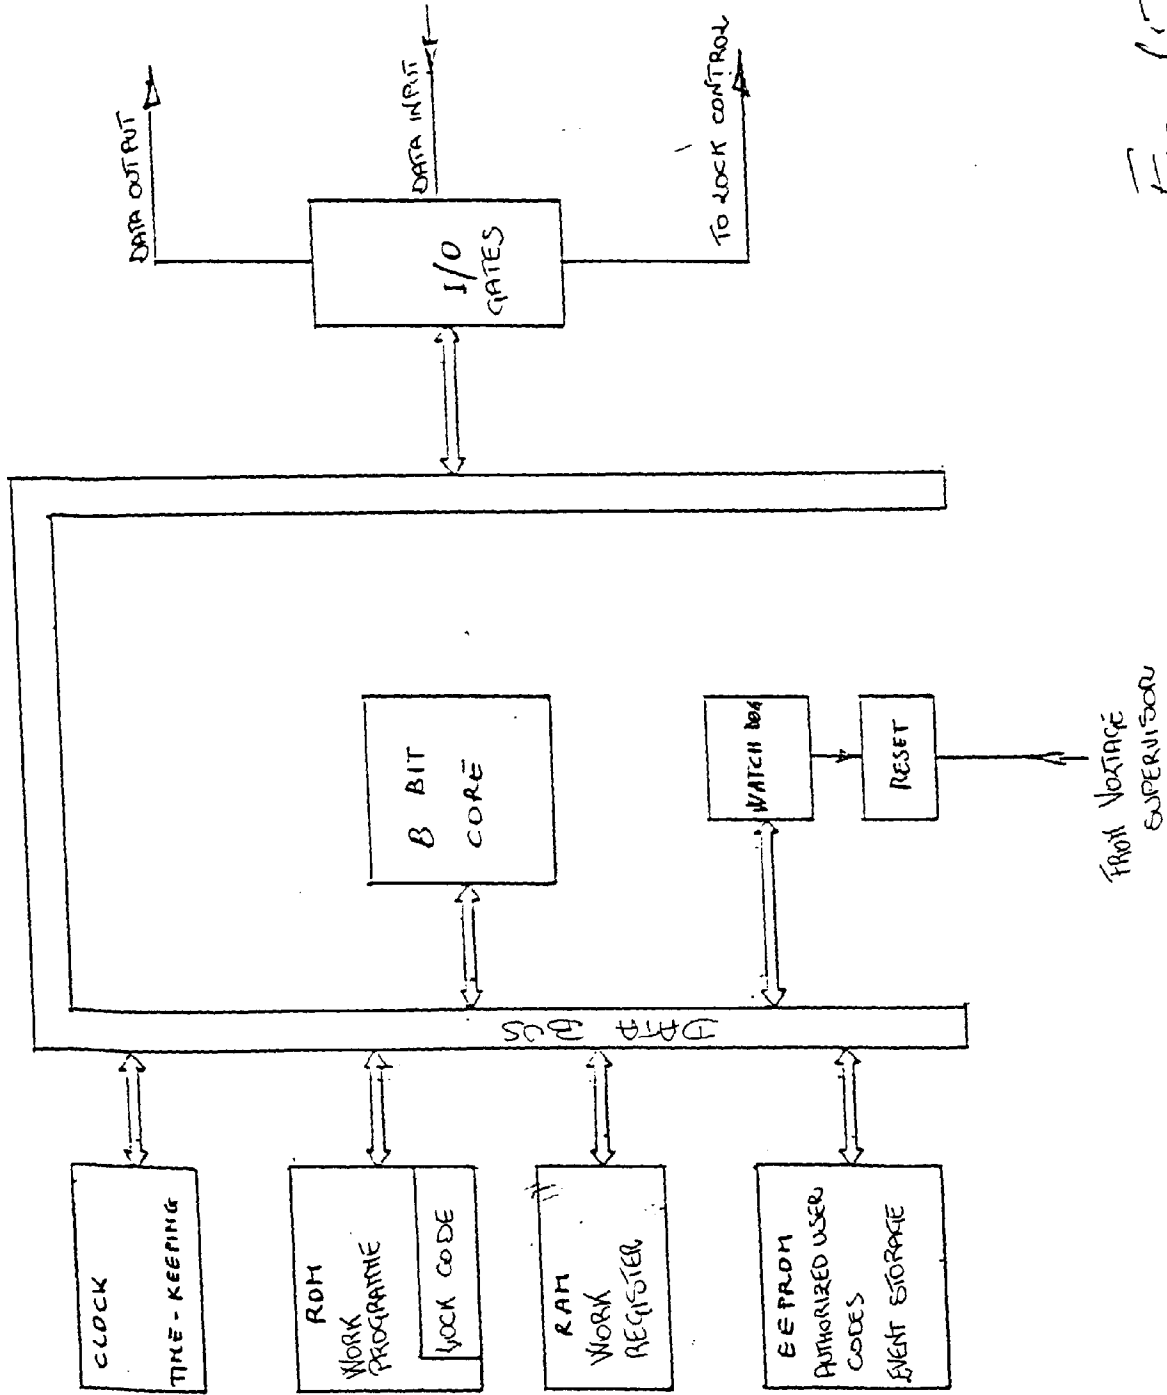 CLOCK
TIME-KEEPING
ROM
WORK
PROGRAMME
LOCK CODE
RAM
WORK
REGISTER
EEPROM
AUTHORIZED USER
CODES
EVENT STORAGE
DATA BUS
8 BIT
CORE
WATCH DOG
RESET
FROM VOLTAGE
SUPERVISOR
I/O
GATES
DATA OUTPUT
DATA INPUT
TO LOCK CONTROL